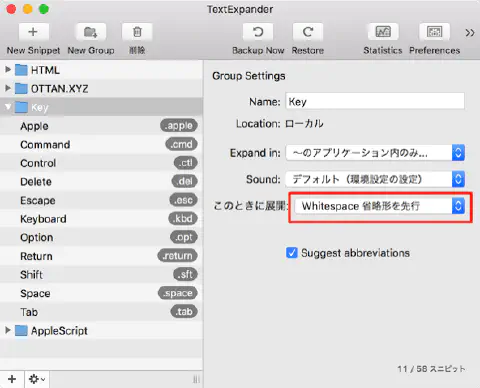 TextExpander
New Snippet New Group 削除 Backup Now Restore Statistics Preferences
HTML
OTTAN.XYZ
Key
Apple .apple
Command .cmd
Control .ctl
Delete .del
Escape .esc
Keyboard .kbd
Option .opt
Return .return
Shift .sft
Space .space
Tab .tab
AppleScript
Group Settings
Name: Key
Location: ローカル
Expand in: 〜のアプリケーション内のみ...
Sound: デフォルト（環境設定の設定）
このときに展開: Whitespace 省略形を先行
Suggest abbreviations
11 / 58 スニペット